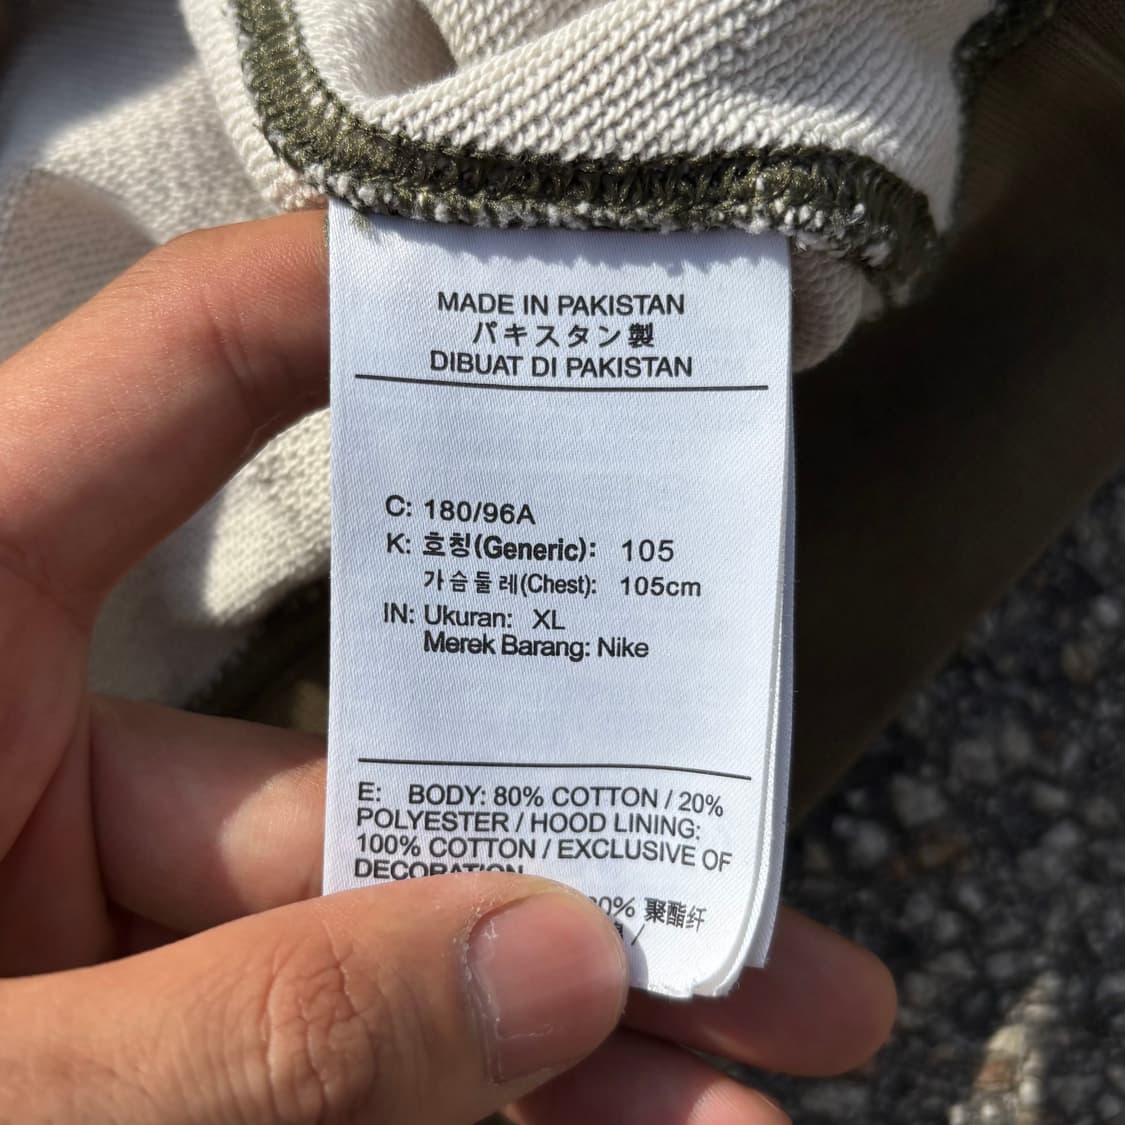 MADE IN PAKISTAN
パキスタン製
DIBUAT DI PAKISTAN
C: 180/96A
K: 호칭(Generic): 105
가슴둘레(Chest): 105cm
IN: Ukuran: XL
Merek Barang: Nike
E: BODY: 80% COTTON / 20%
POLYESTER / HOOD LINING:
100% COTTON / EXCLUSIVE OF
DECORATION
聚酯纤
/